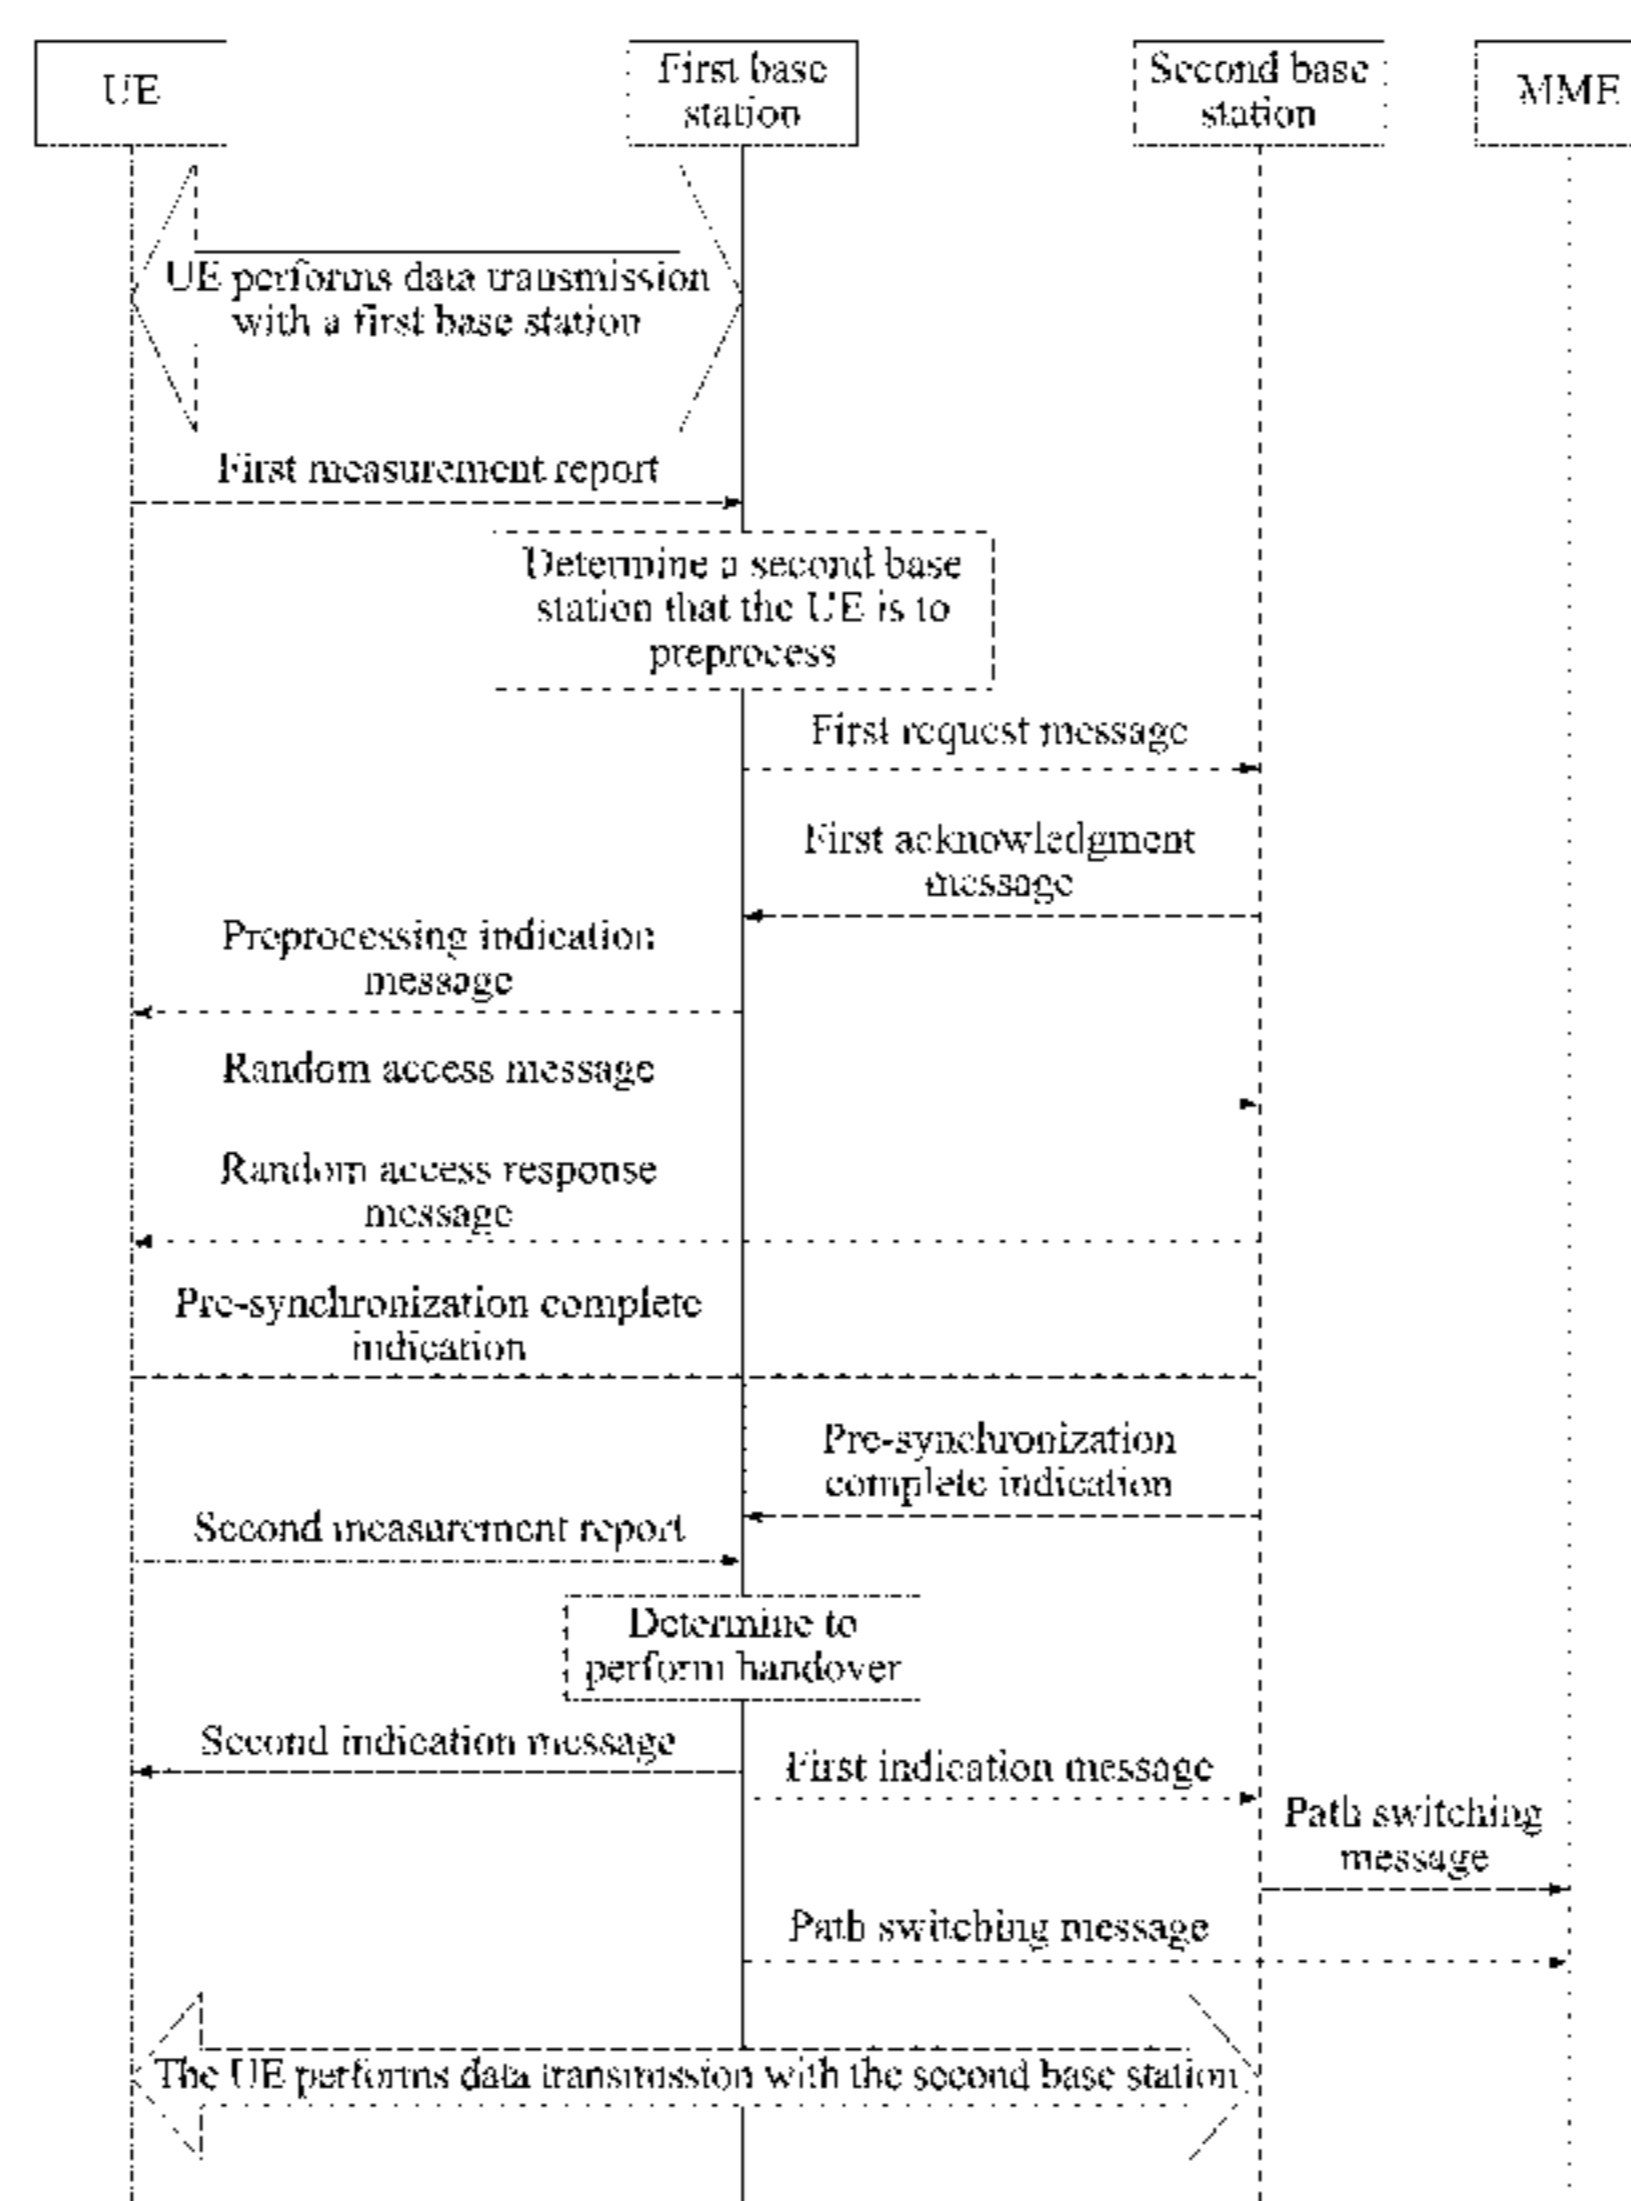 UE
First base
station
Second base
station
MME
UE performs data transmission
with a first base station
First measurement report
Determine a second base
station that the UE is to
preprocess
First request message
First acknowledgment
message
Preprocessing indication
message
Random access message
Random access response
message
Pre-synchronization complete
indication
Pre-synchronization
complete indication
Second measurement report
Determine to
perform handover
Second indication message
First indication message
Path switching
message
Path switching message
The UE performs data transmission with the second base station